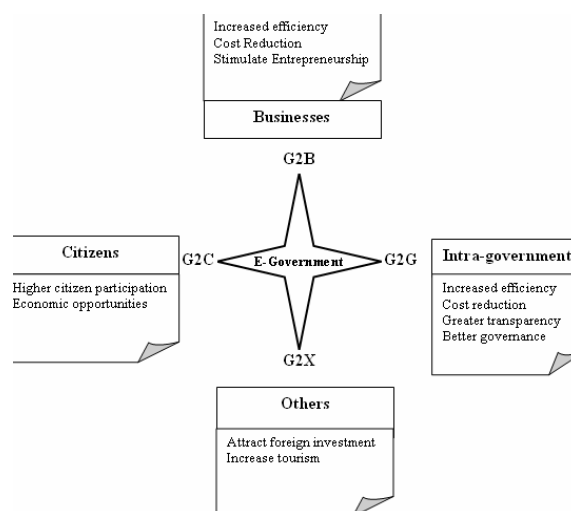 Increased efficiency
Cost Reduction
Stimulate Entrepreneurship
Businesses
G2B
Citizens
Higher citizen participation
Economic opportunities
G2C
E-Government
G2G
Intra-government
Increased efficiency
Cost reduction
Greater transparency
Better governance
G2X
Others
Attract foreign investment
Increase tourism